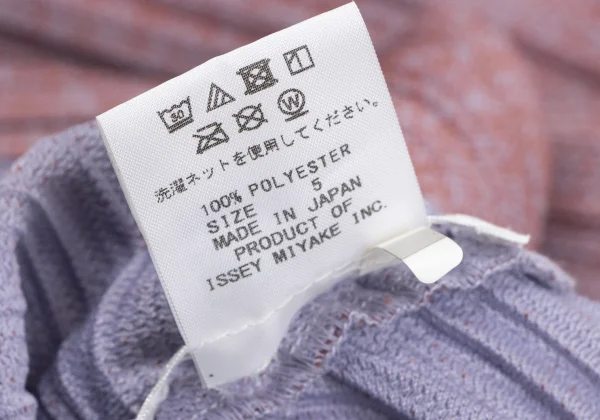 30
W
洗濯ネットを使用してください。
100% POLYESTER
SIZE 5
MADE IN JAPAN
PRODUCT OF
ISSEY MIYAKE INC.